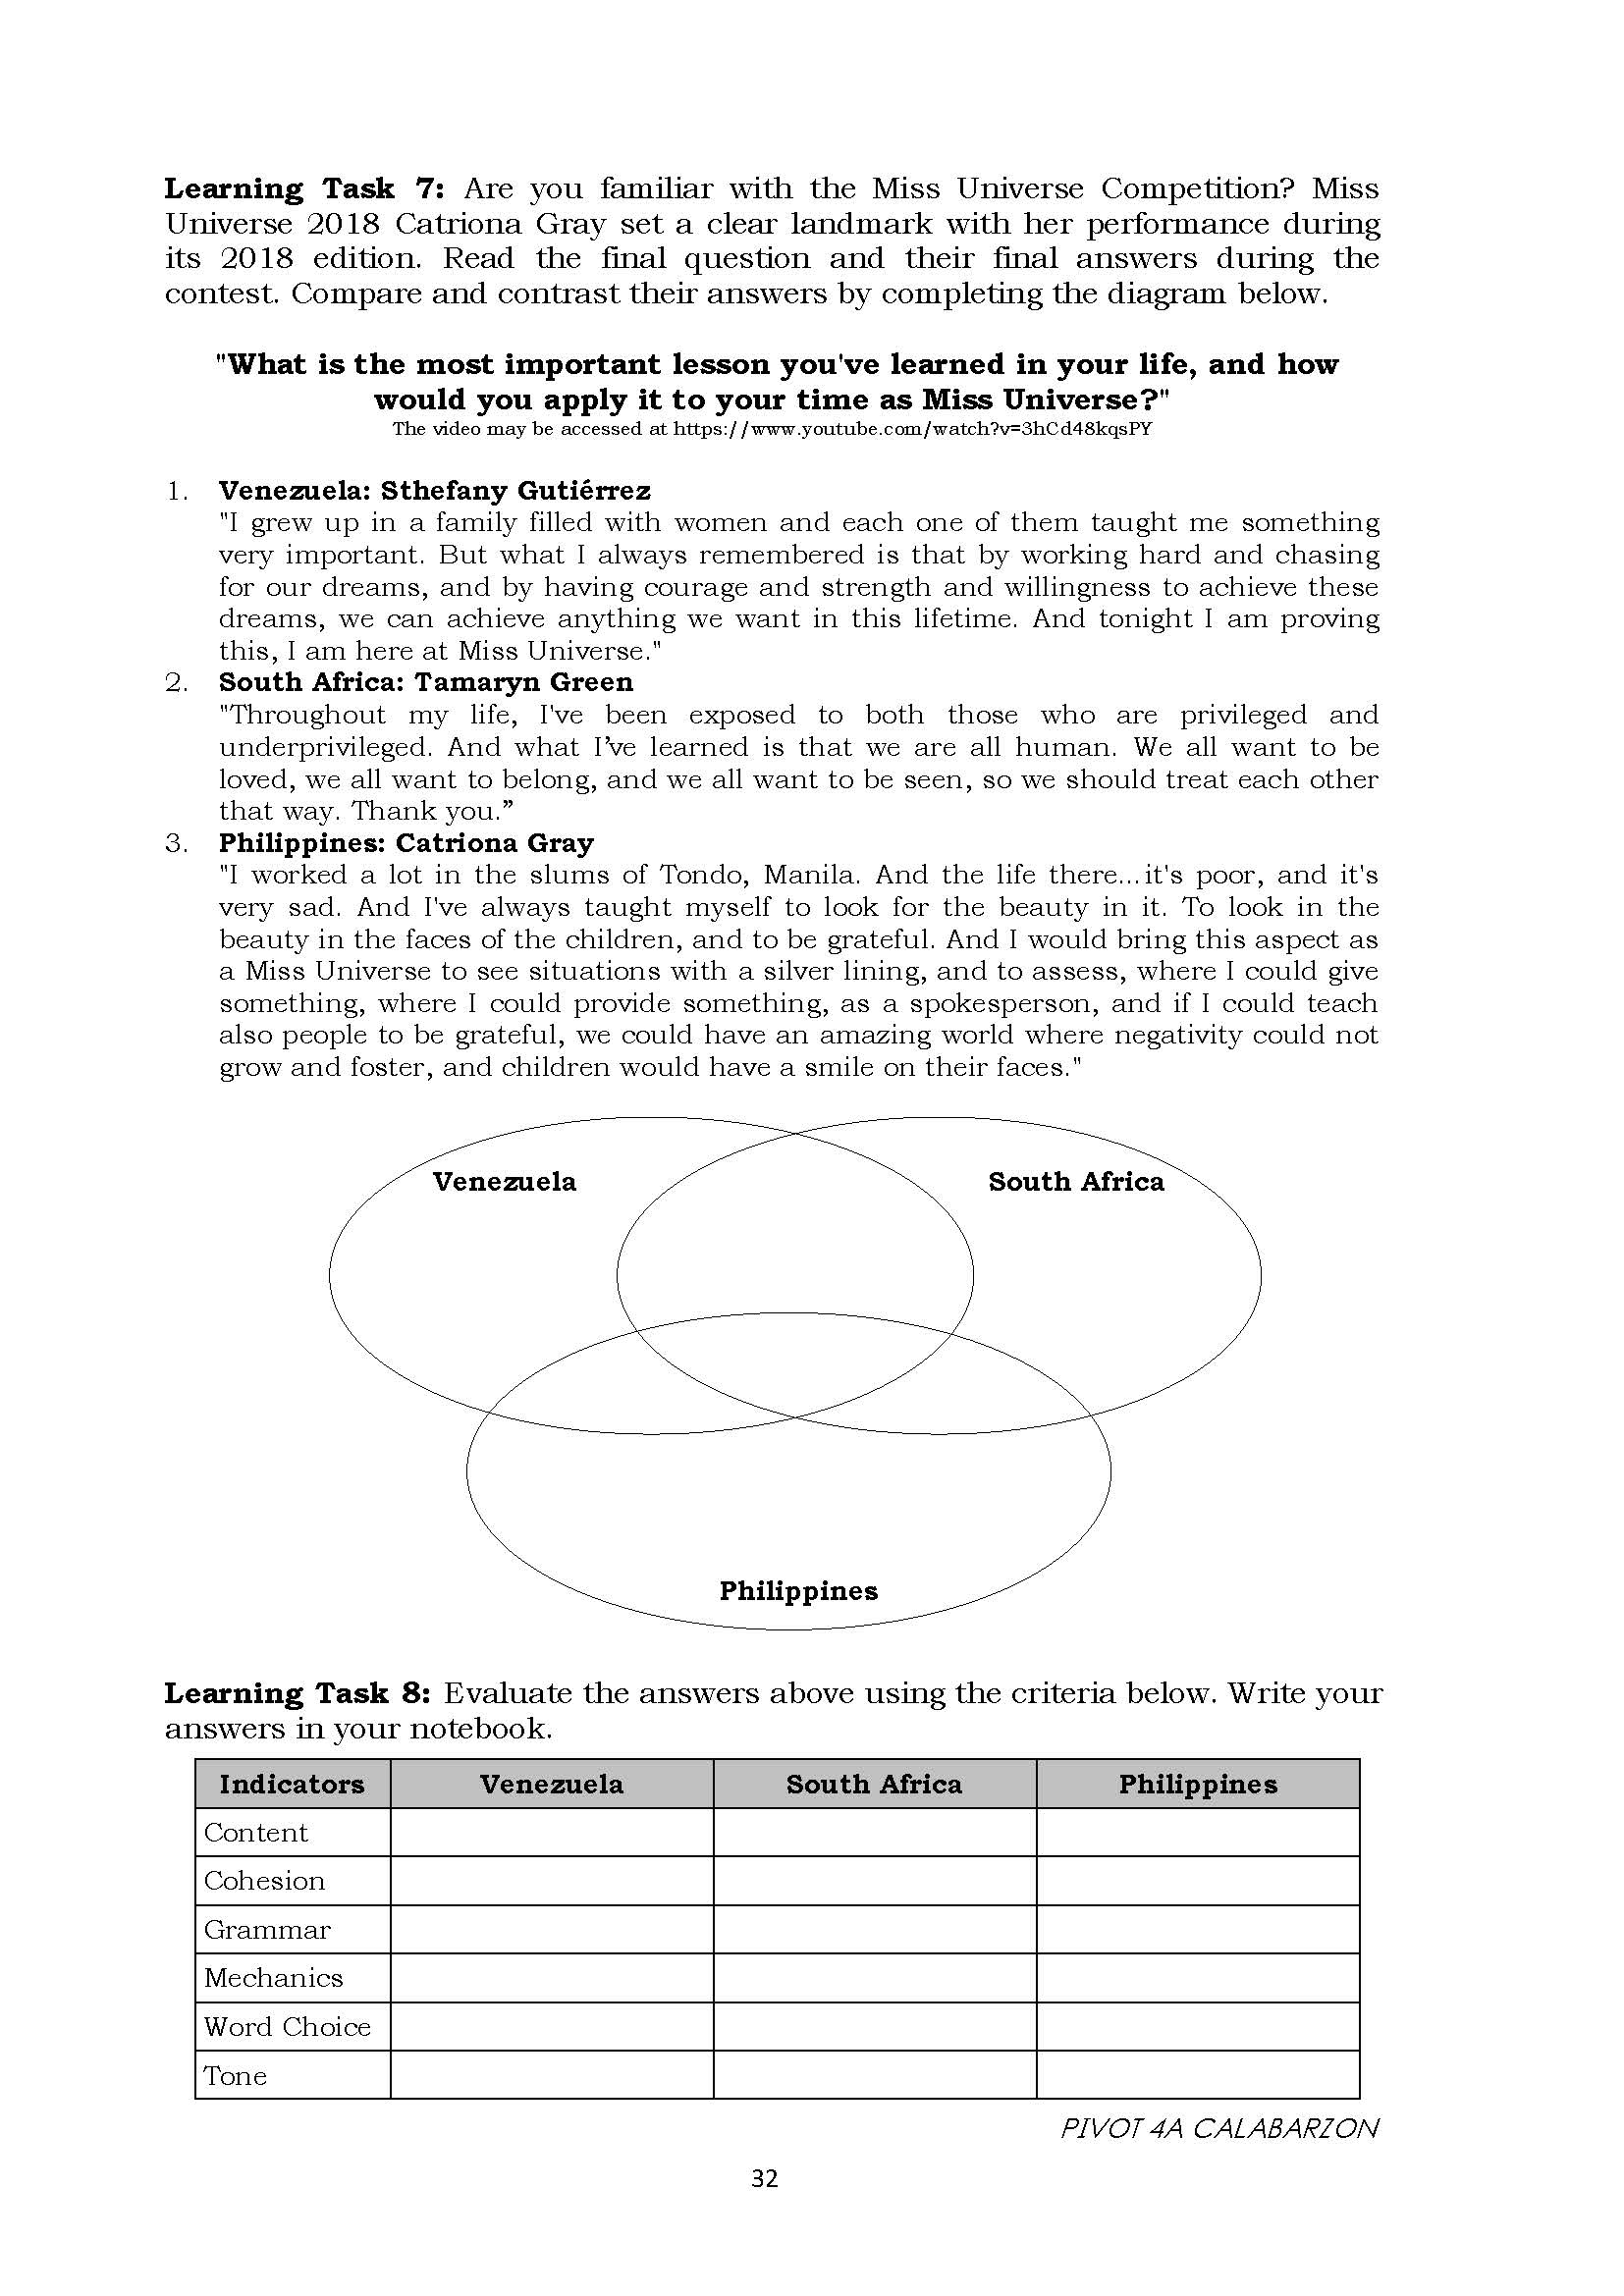 Learning Task 7: Are you familiar with the Miss Universe Competition? Miss
Universe 2018 Catriona Gray set a clear landmark with her performance during
its 2018 edition. Read the final question and their final answers during the
contest. Compare and contrast their answers by completing the diagram below.
"What is the most important lesson you've learned in your life, and how
would you apply it to your time as Miss Universe?"
The video may be accessed at https://www.youtube.com/watch?v=3hCd48kqsPY
1. Venezuela: Sthefany Gutiérrez
"I grew up in a family filled with women and each one of them taught me something
very important. But what I always remembered is that by working hard and chasing
for our dreams, and by having courage and strength and willingness to achieve these
dreams, we can achieve anything we want in this lifetime. And tonight I am proving
this, I am here at Miss Universe."
2. South Africa: Tamaryn Green
"Throughout my life, I've been exposed to both those who are privileged and
underprivileged. And what I’ve learned is that we are all human. We all want to be
loved, we all want to belong, and we all want to be seen, so we should treat each other
that way. Thank you.”
3. Philippines: Catriona Gray
"I worked a lot in the slums of Tondo, Manila. And the life there...it's poor, and it's
very sad. And I've always taught myself to look for the beauty in it. To look in the
beauty in the faces of the children, and to be grateful. And I would bring this aspect as
a Miss Universe to see situations with a silver lining, and to assess, where I could give
something, where I could provide something, as a spokesperson, and if I could teach
also people to be grateful, we could have an amazing world where negativity could not
grow and foster, and children would have a smile on their faces."
Venezuela
South Africa
Philippines
Learning Task 8: Evaluate the answers above using the criteria below. Write your
answers in your notebook.
Indicators Venezuela South Africa Philippines
Content
Cohesion
Grammar
Mechanics
Word Choice
Tone
PIVOT 4A CALABARZON
32